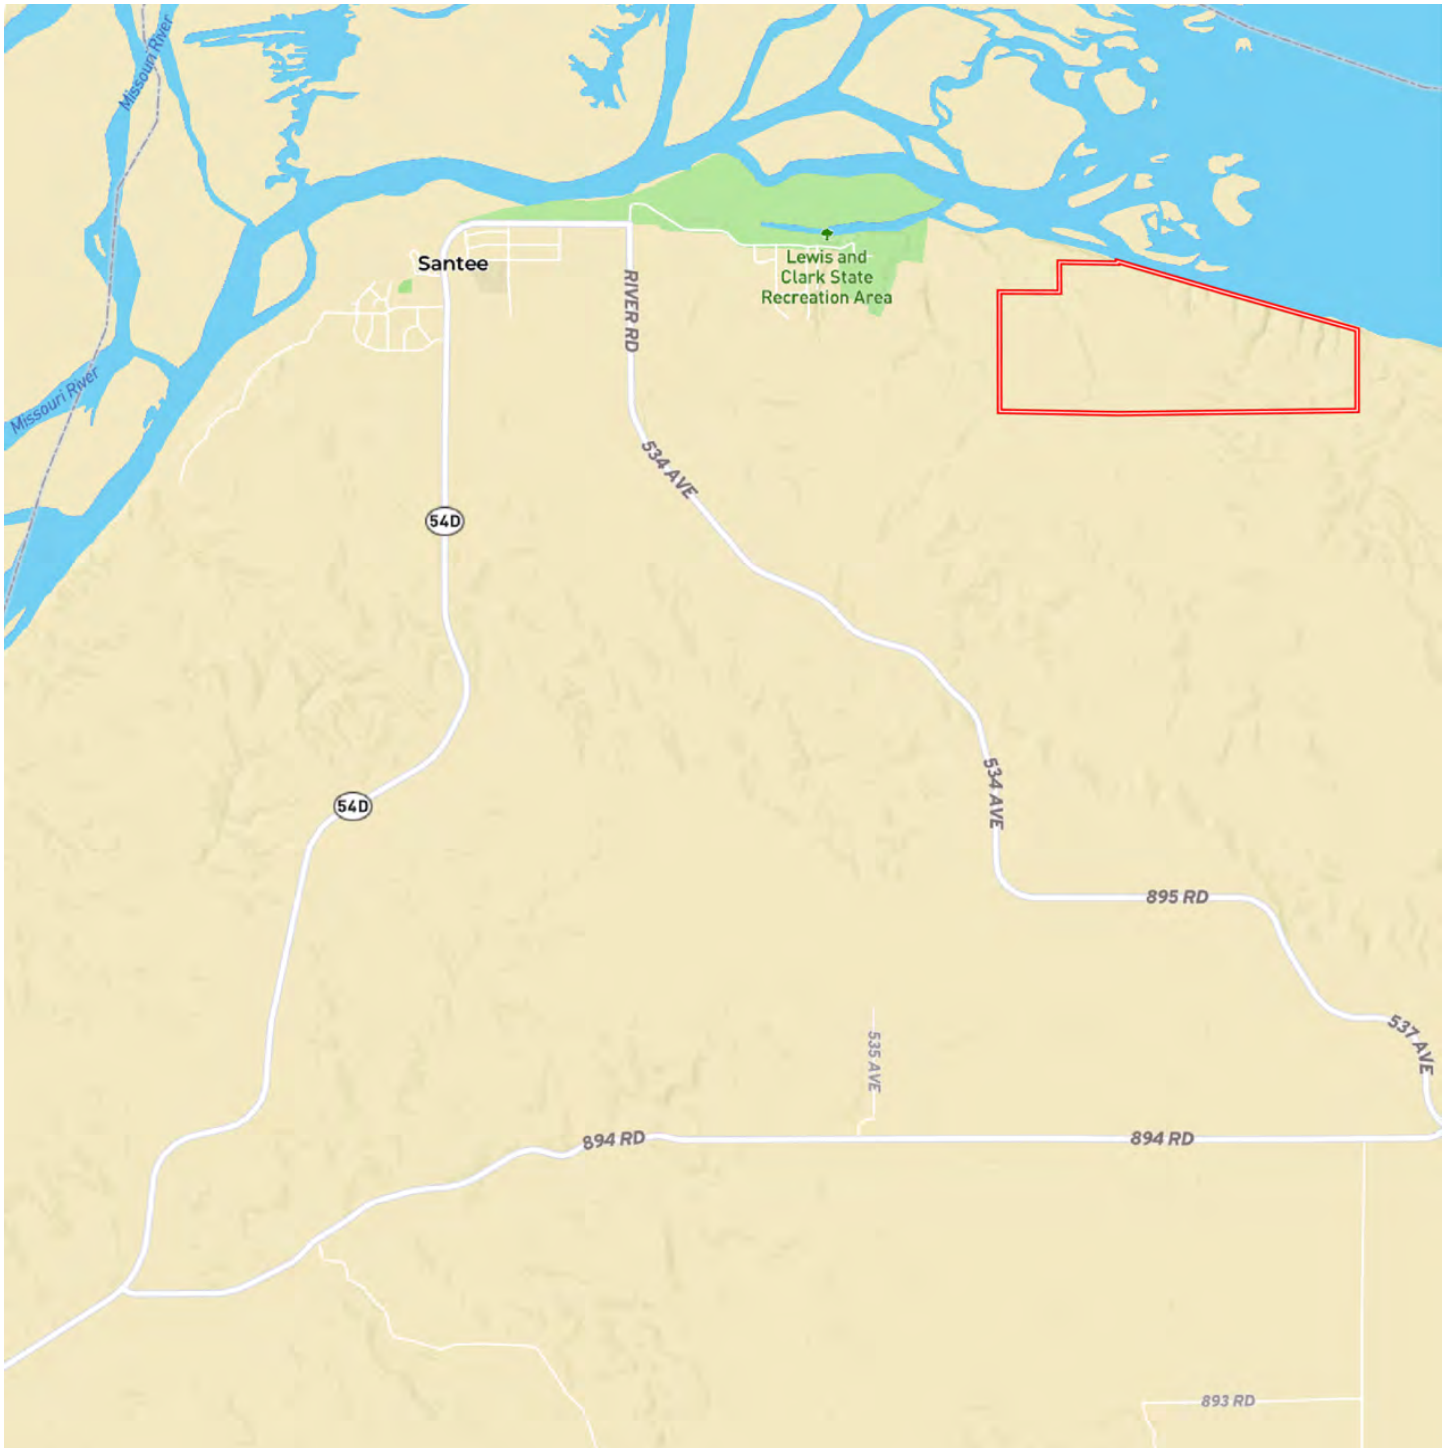 Missouri River
Santee
Lewis and
Clark State
Recreation Area
RIVER RD
Missouri River
534 AVE
54D
534 AVE
54D
895 RD
537 AVE
535 AVE
894 RD
894 RD
893 RD